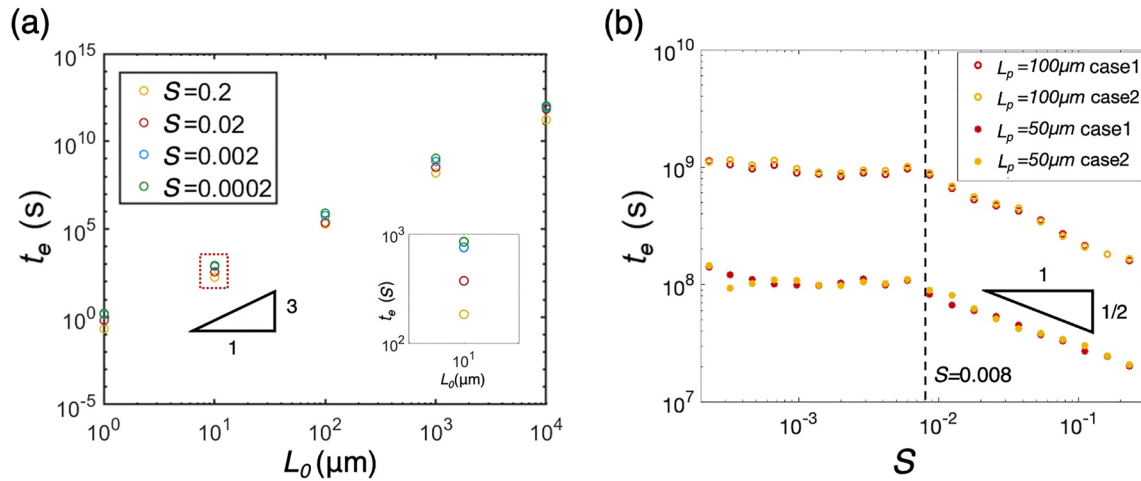 (a)
10^15
10^10
10^5
10^0
10^-5
t_e (s)
S=0.2
S=0.02
S=0.002
S=0.0002
3
1
10^3
10^2
t_e (s)
10^1
L_0(μm)
10^0
10^1
10^2
10^3
10^4
L_0(μm)
(b)
10^10
10^9
10^8
10^7
t_e (s)
L_p=100μm case1
L_p=100μm case2
L_p=50μm case1
L_p=50μm case2
1
1/2
S=0.008
10^-3
10^-2
10^-1
S